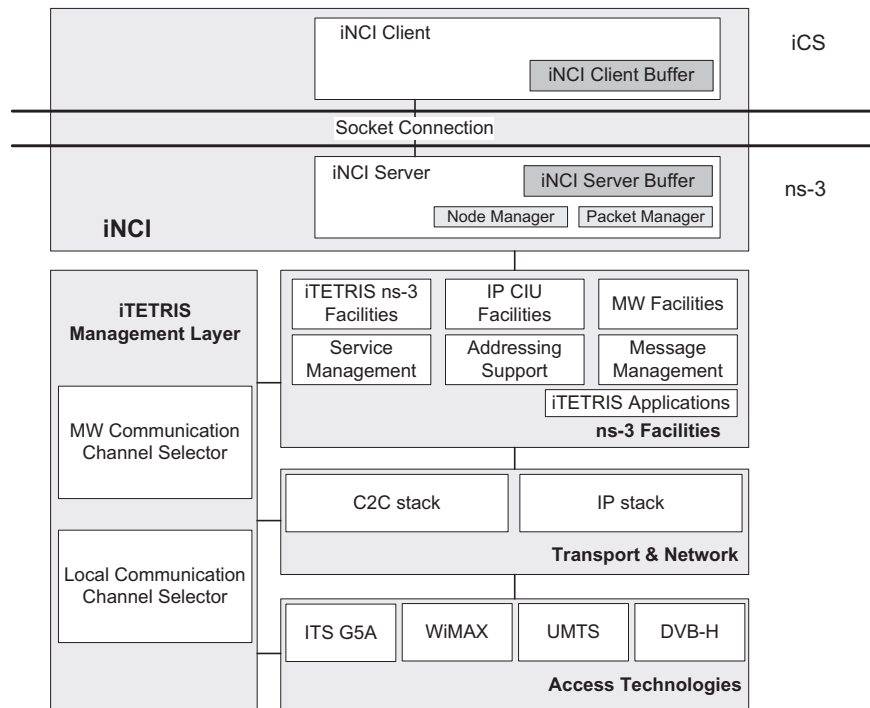 iNCI Client
iCS
iNCI Client Buffer
Socket Connection
iNCI Server
iNCI Server Buffer
ns-3
Node Manager
Packet Manager
iNCI
iTETRIS
Management Layer
MW Communication
Channel Selector
Local Communication
Channel Selector
iTETRIS ns-3
Facilities
IP CIU
Facilities
MW Facilities
Service
Management
Addressing
Support
Message
Management
iTETRIS Applications
ns-3 Facilities
C2C stack
IP stack
Transport & Network
ITS G5A
WiMAX
UMTS
DVB-H
Access Technologies